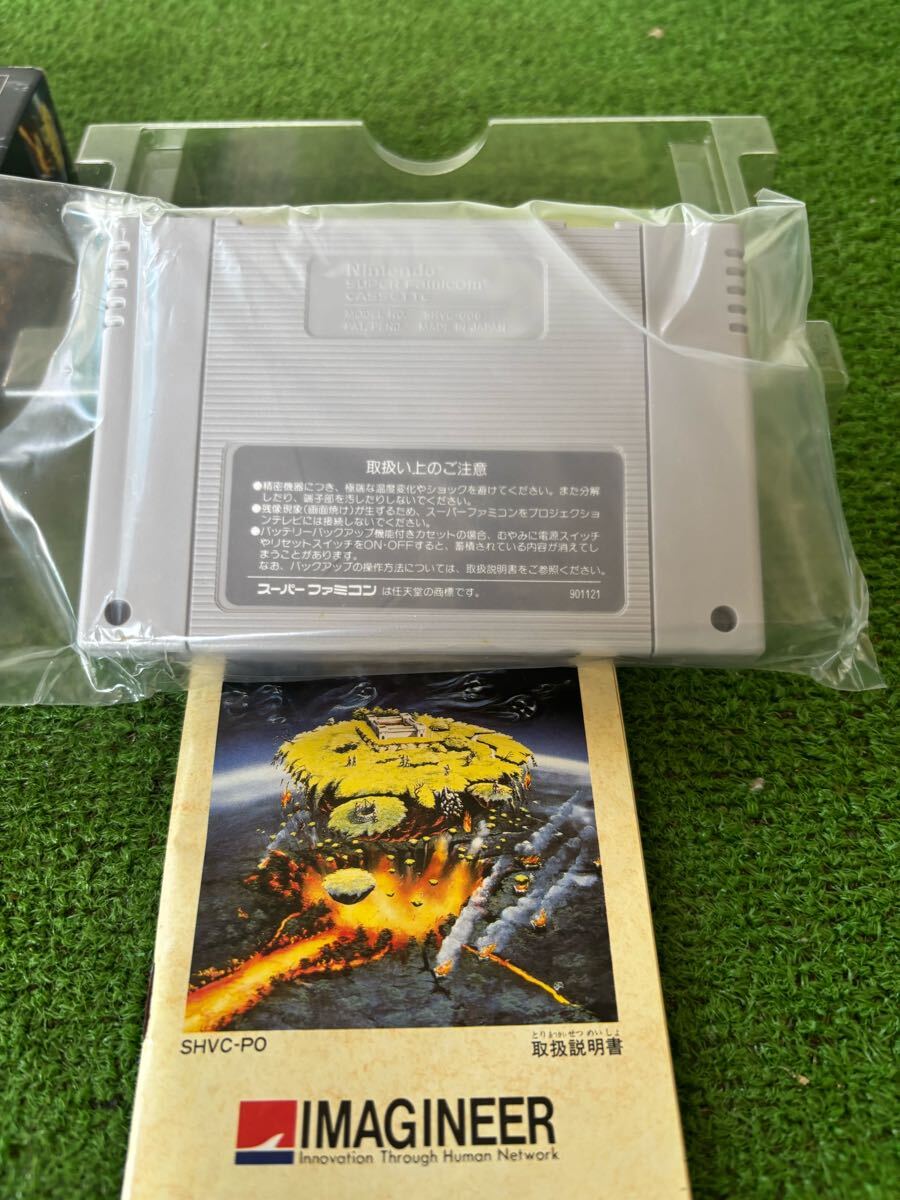 Nintendo
SUPER Famicom
CASSETTE
MODEL NO. SHVC-006
PAT. PEND. MADE IN JAPAN
取扱い上のご注意
●精密機器につき、極端な温度変化やショックを避けてください。また分解
したり、端子部を汚したりしないでください。
●残像現象(画面焼け)が生ずるため、スーパーファミコンをプロジェクショ
ンテレビには接続しないでください。
●バッテリーバックアップ機能付きカセットの場合、むやみに電源スイッチ
やリセットスイッチをON・OFFすると、蓄積されている内容が消えてし
まうことがあります。
なお、バックアップの操作方法については、取扱説明書をご参照ください。
スーパーファミコン は任天堂の商標です。 901121
SHVC-PO
とりあつかいせつめいしょ
取扱説明書
IMAGINEER
Innovation Through Human Network